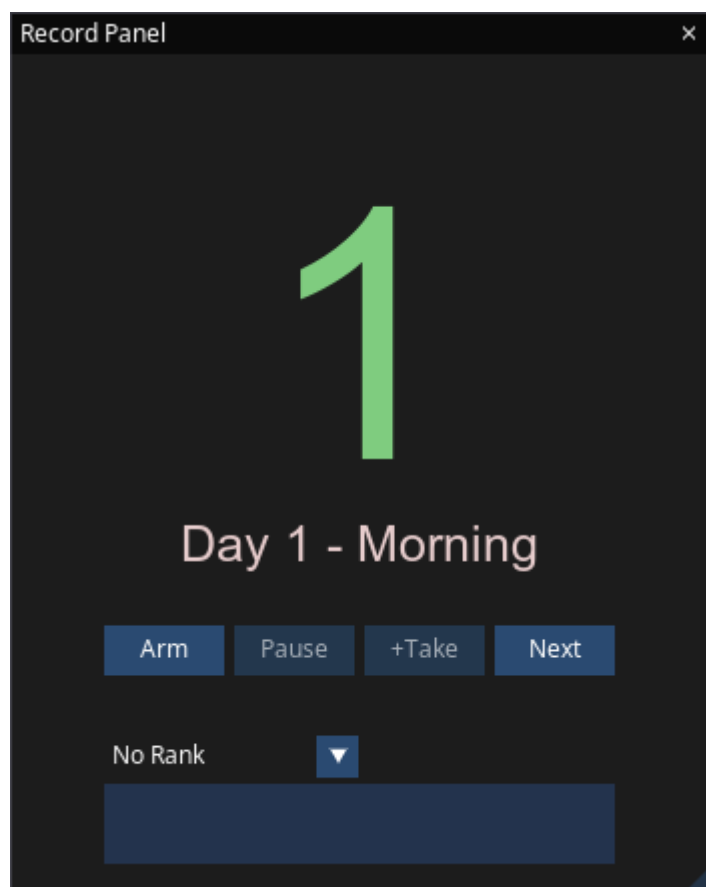 Record Panel ×
1
Day 1 - Morning
Arm Pause +Take Next
No Rank